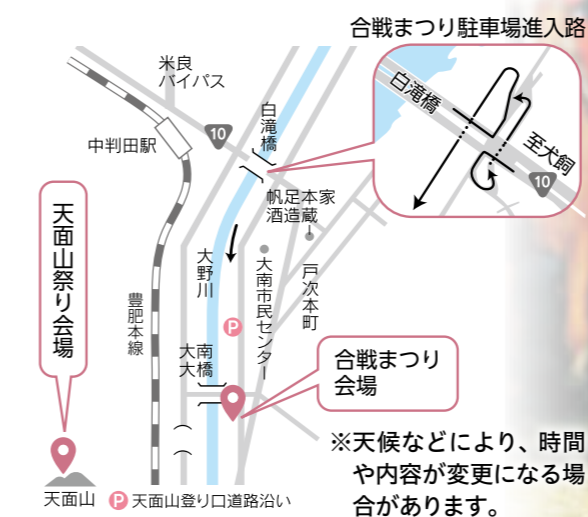 合戦まつり駐車場進入路
米良
バイパス
白滝橋
中判田駅
10
白滝橋
至犬飼
10
帆足本家
酒造蔵
天面山祭り会場
大野川
戸次本町
大南市民センター
豊肥本線
P
大南
大橋
合戦まつり
会場
※天候などにより、時間
や内容が変更になる場
合があります。
天面山
P 天面山登り口道路沿い